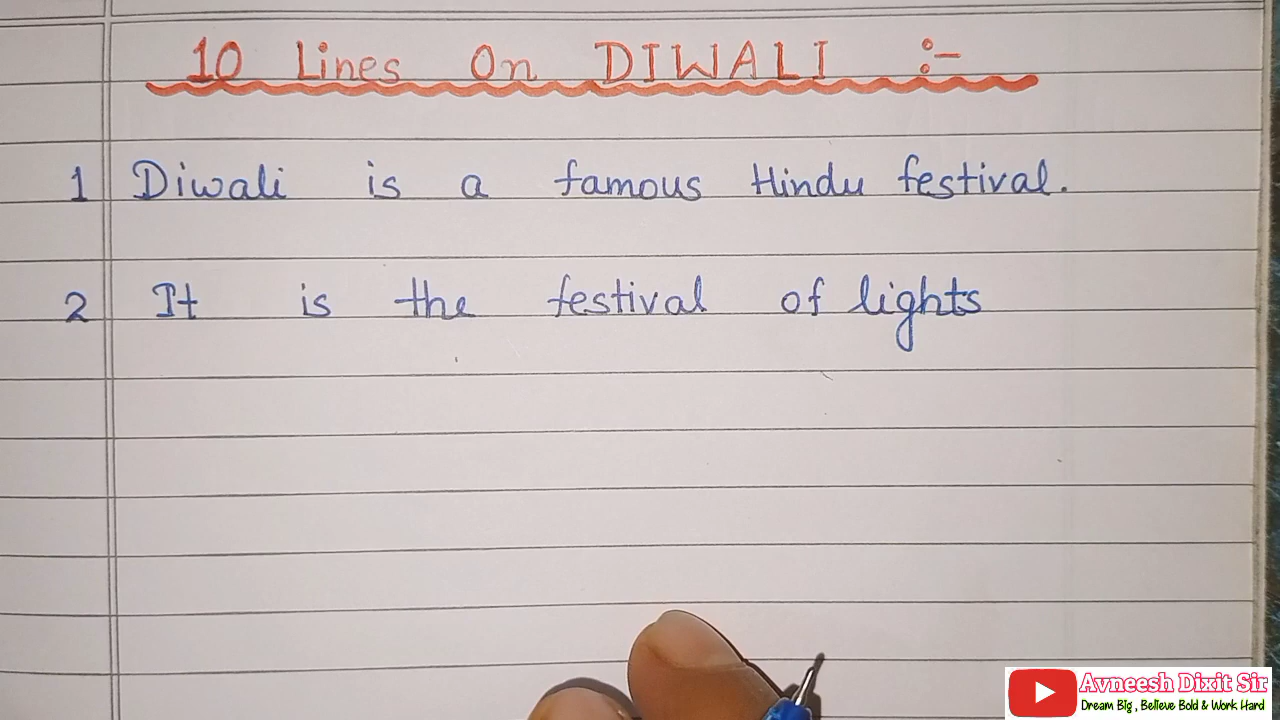 10 Lines On DIWALI :-
1 Diwali is a famous Hindu festival.
2 It is the festival of lights
Avneesh Dixit Sir
Dream Big , Believe Bold & Work Hard